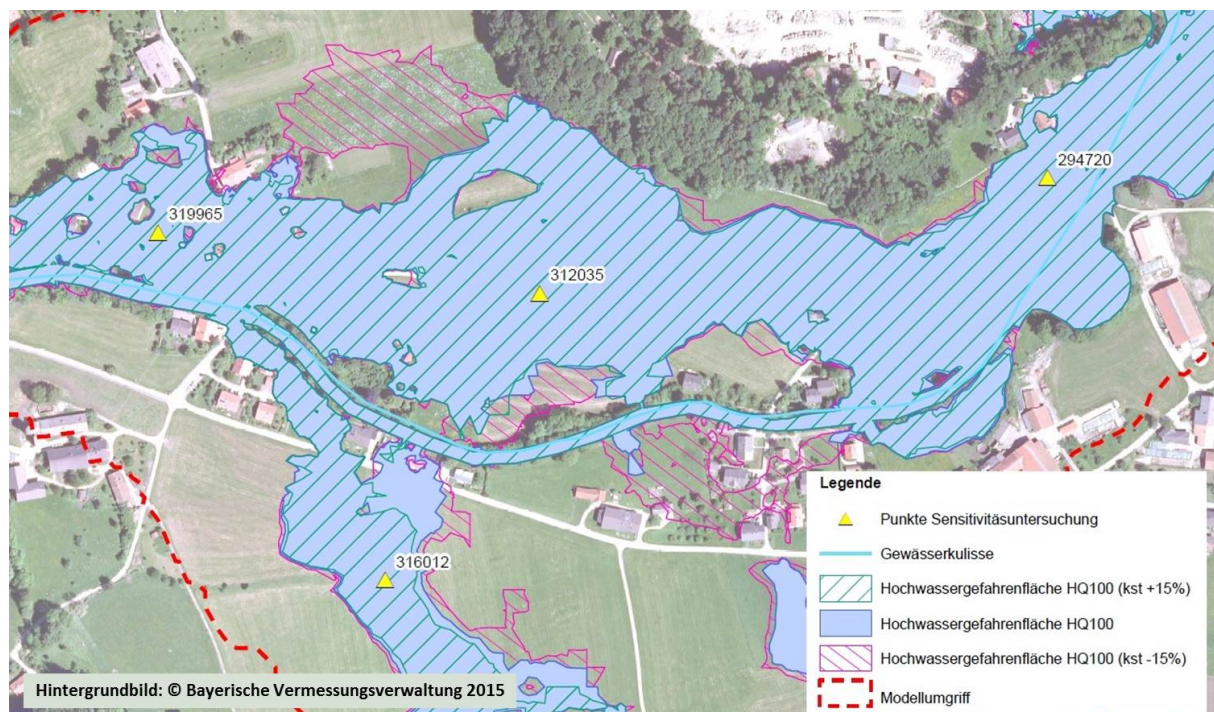 294720
319965
312035
316012
Legende
Punkte Sensitivitäsuntersuchung
Gewässerkulisse
Hochwassergefahrenfläche HQ100 (kst +15%)
Hochwassergefahrenfläche HQ100
Hochwassergefahrenfläche HQ100 (kst -15%)
Modellumgriff
Hintergrundbild: © Bayerische Vermessungsverwaltung 2015